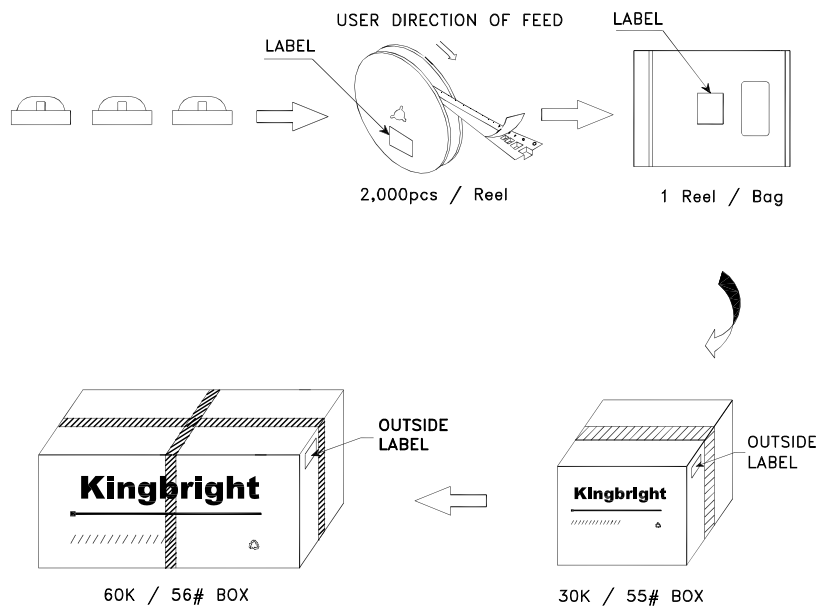 USER DIRECTION OF FEED
LABEL
LABEL
2,000pcs / Reel
1 Reel / Bag
OUTSIDE
LABEL
Kingbright
60K / 56# BOX
OUTSIDE
LABEL
Kingbright
30K / 55# BOX